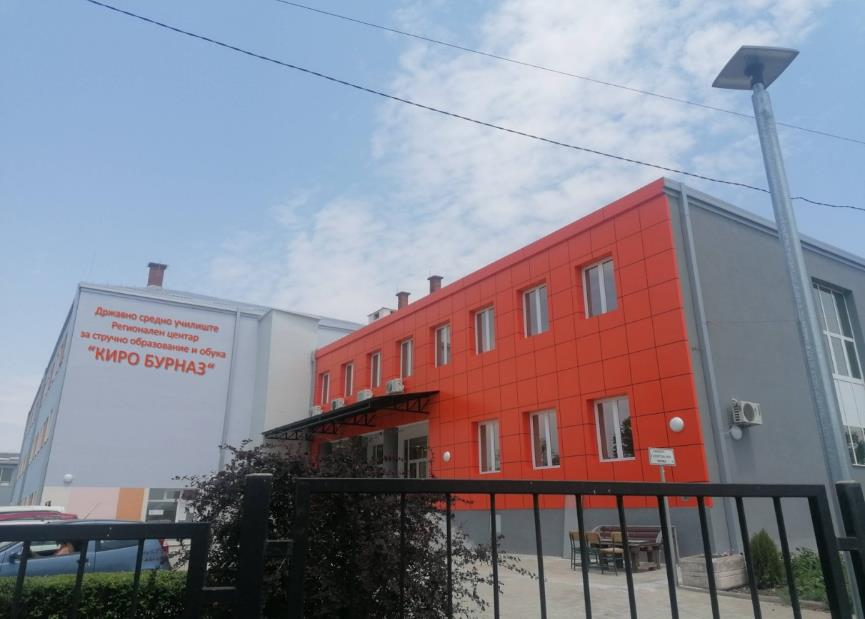 Државно средно училиште
Регионален центар
за стручно образование и обука
"КИРО БУРНАЗ"